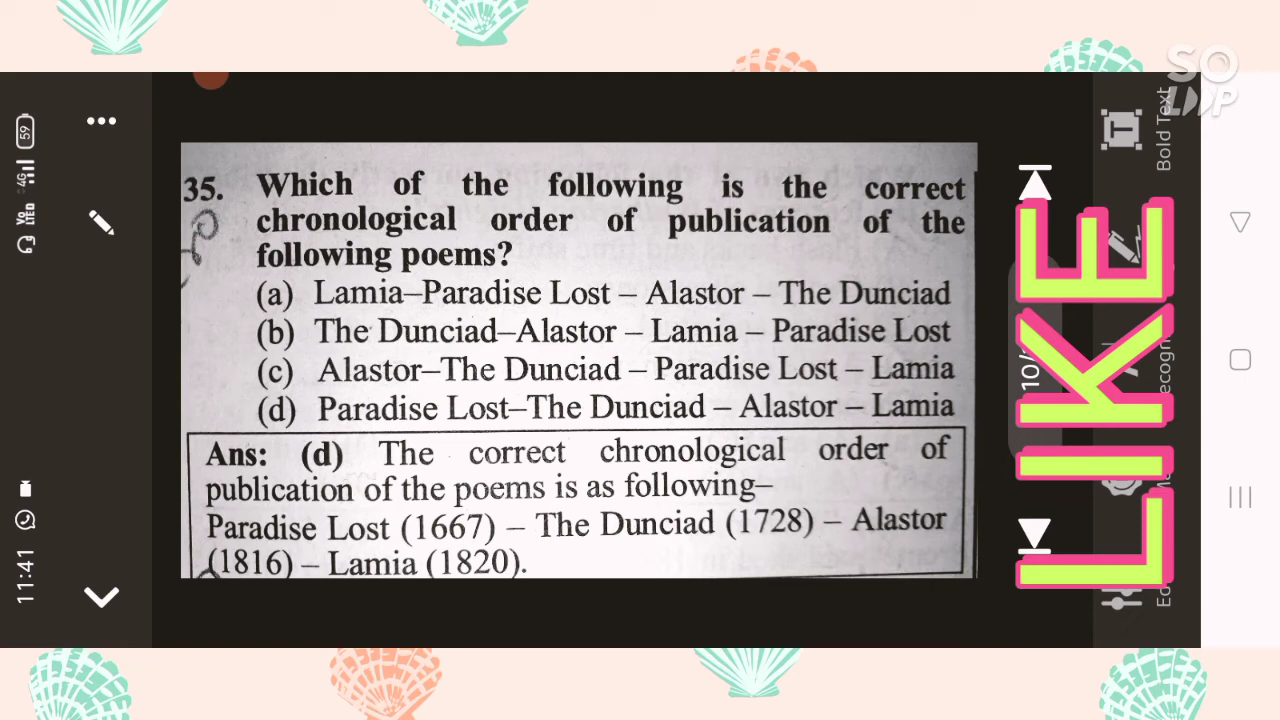 35. Which of the following is the correct
chronological order of publication of the
following poems?
(a) Lamia–Paradise Lost – Alastor – The Dunciad
(b) The Dunciad–Alastor – Lamia – Paradise Lost
(c) Alastor–The Dunciad – Paradise Lost – Lamia
(d) Paradise Lost–The Dunciad – Alastor – Lamia
Ans: (d) The correct chronological order of
publication of the poems is as following–
Paradise Lost (1667) – The Dunciad (1728) – Alastor
(1816) – Lamia (1820).
LIKE
SOLOOP
Bold Text
11:41
4G
59